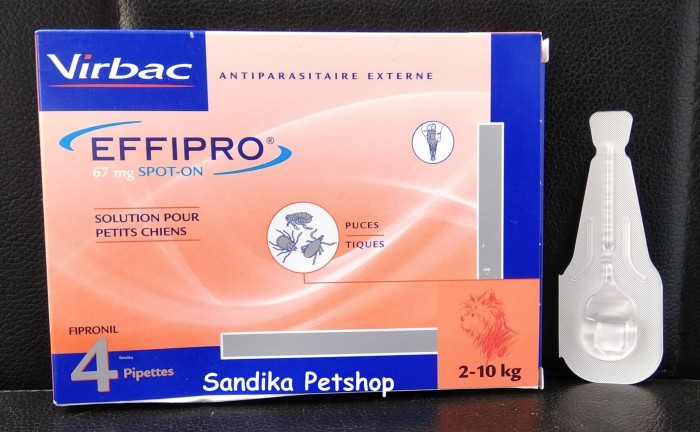 Virbac
ANTIPARASITAIRE EXTERNE
EFFIPRO®
67 mg SPOT-ON
SOLUTION POUR
PETITS CHIENS
PUCES
TIQUES
FIPRONIL
4 Pipettes
Sandika
Sandika Petshop
2-10 kg